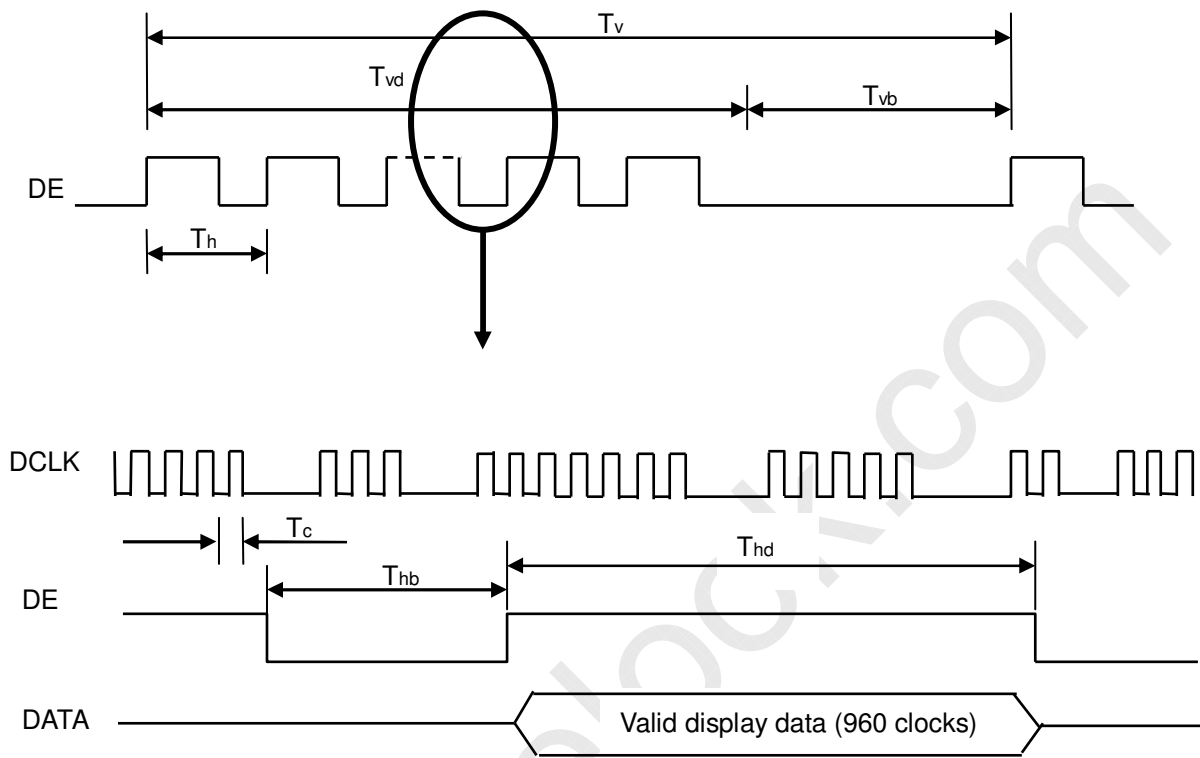 Tv
Tvd
Tvb
DE
Th
DCLK
Tc
Thd
Thb
DE
DATA
Valid display data (960 clocks)